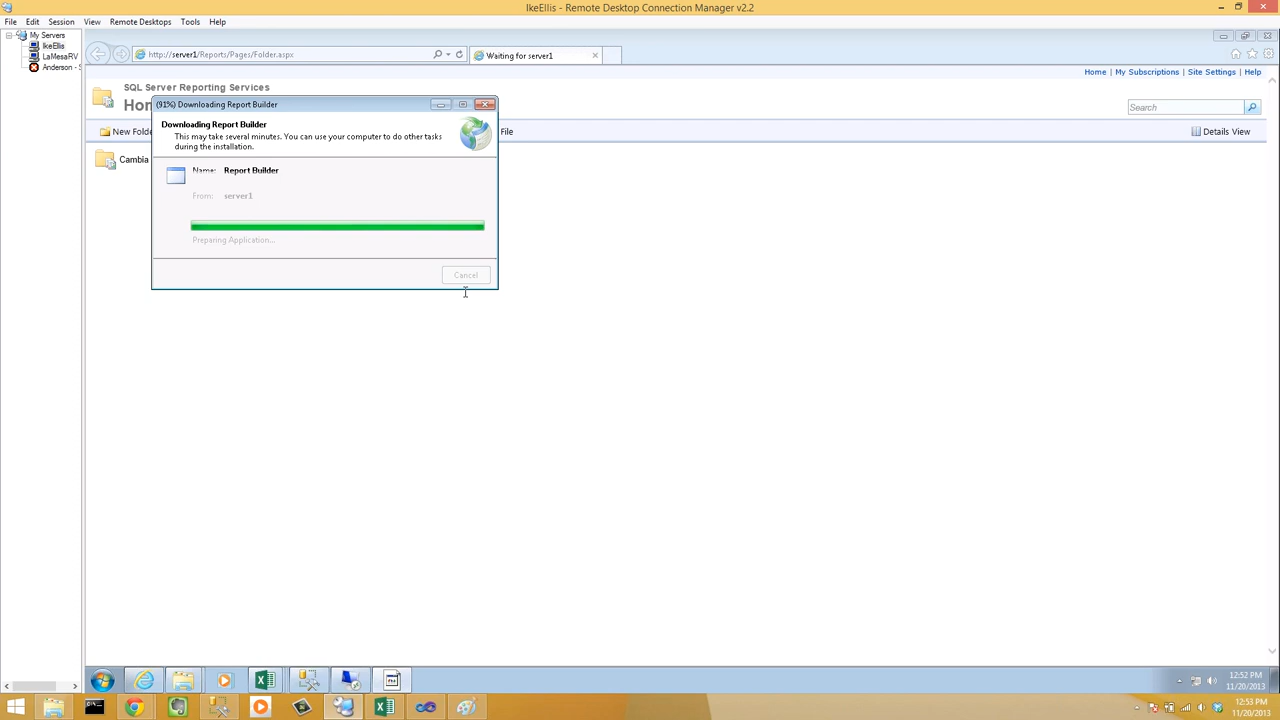 IkeEllis - Remote Desktop Connection Manager v2.2
File Edit Session View Remote Desktops Tools Help
My Servers
IkeEllis
LaMesaRV
Anderson - S
http://server1/Reports/Pages/Folder.aspx
Waiting for server1
Home | My Subscriptions | Site Settings | Help
SQL Server Reporting Services
Hom
Search
New Folde
File
Details View
Cambia
(91%) Downloading Report Builder
Downloading Report Builder
This may take several minutes. You can use your computer to do other tasks
during the installation.
Name: Report Builder
From: server1
Preparing Application...
Cancel
12:52 PM
11/20/2013
12:53 PM
11/20/2013